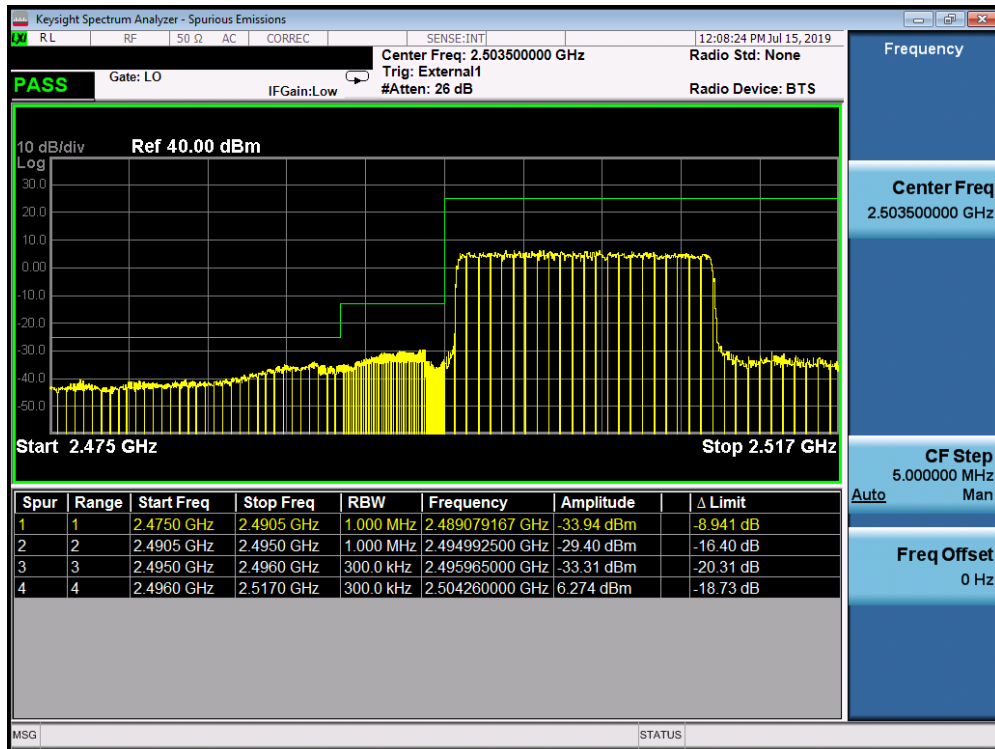 Keysight Spectrum Analyzer - Spurious Emissions
LXI RL RF 50 Ω AC CORREC SENSE:INT 12:08:24 PM Jul 15, 2019
Center Freq: 2.503500000 GHz Radio Std: None
PASS Gate: LO Trig: External1
IFGain:Low #Atten: 26 dB Radio Device: BTS
10 dB/div Ref 40.00 dBm
Log
30.0
20.0
10.0
0.00
-10.0
-20.0
-30.0
-40.0
-50.0
Start 2.475 GHz Stop 2.517 GHz
Spur Range Start Freq Stop Freq RBW Frequency Amplitude Δ Limit
1 1 2.4750 GHz 2.4905 GHz 1.000 MHz 2.489079167 GHz -33.94 dBm -8.941 dB
2 2 2.4905 GHz 2.4950 GHz 1.000 MHz 2.494992500 GHz -29.40 dBm -16.40 dB
3 3 2.4950 GHz 2.4960 GHz 300.0 kHz 2.495965000 GHz -33.31 dBm -20.31 dB
4 4 2.4960 GHz 2.5170 GHz 300.0 kHz 2.504260000 GHz 6.274 dBm -18.73 dB
MSG STATUS
Frequency
Center Freq
2.503500000 GHz
CF Step
5.000000 MHz
Auto Man
Freq Offset
0 Hz